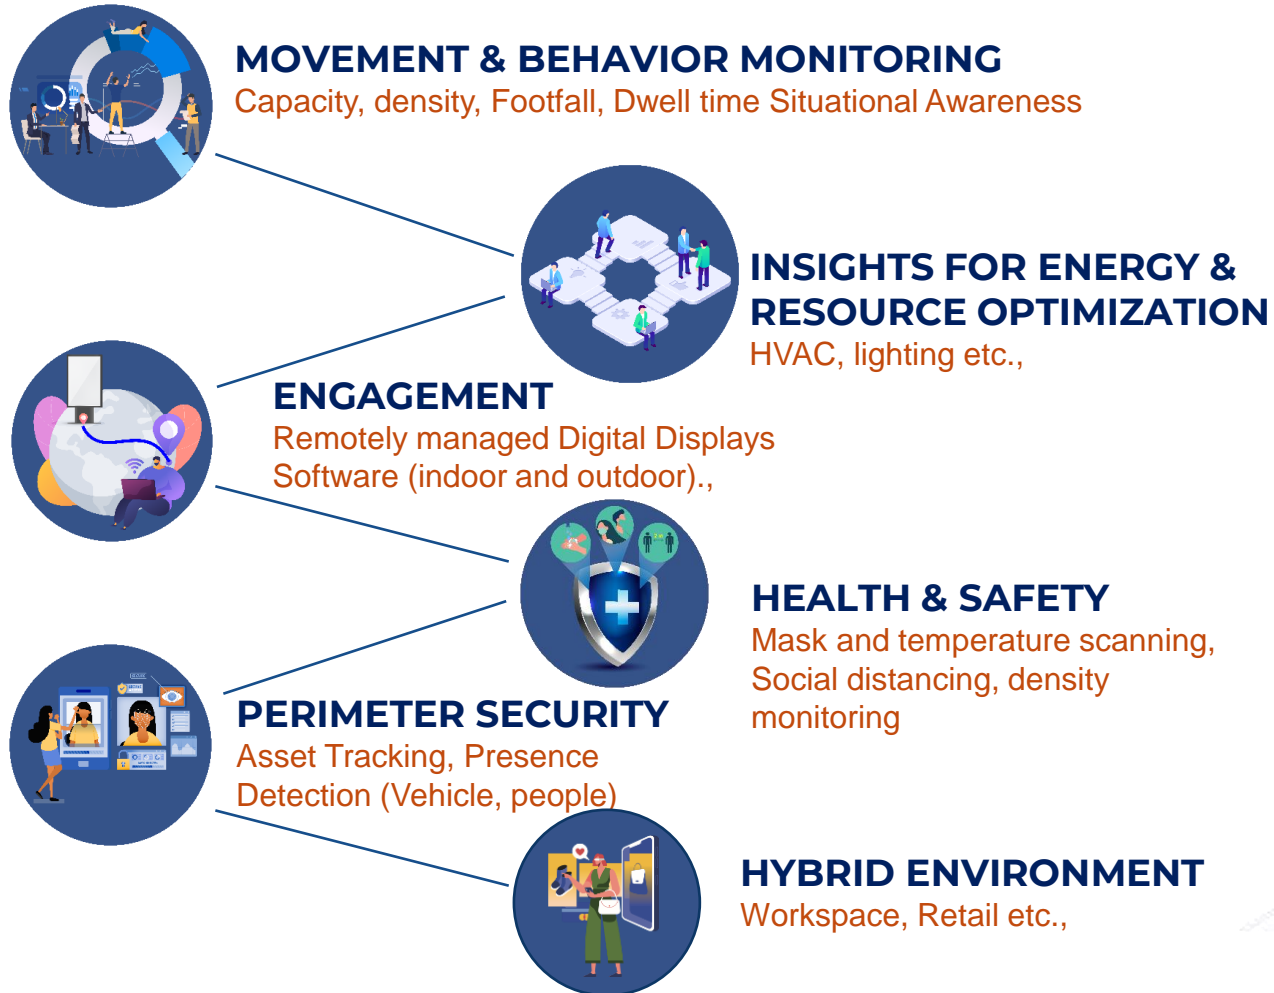 MOVEMENT & BEHAVIOR MONITORING
Capacity, density, Footfall, Dwell time Situational Awareness
INSIGHTS FOR ENERGY &
RESOURCE OPTIMIZATION
HVAC, lighting etc.,
ENGAGEMENT
Remotely managed Digital Displays
Software (indoor and outdoor).,
HEALTH & SAFETY
Mask and temperature scanning,
Social distancing, density
monitoring
PERIMETER SECURITY
Asset Tracking, Presence
Detection (Vehicle, people)
HYBRID ENVIRONMENT
Workspace, Retail etc.,